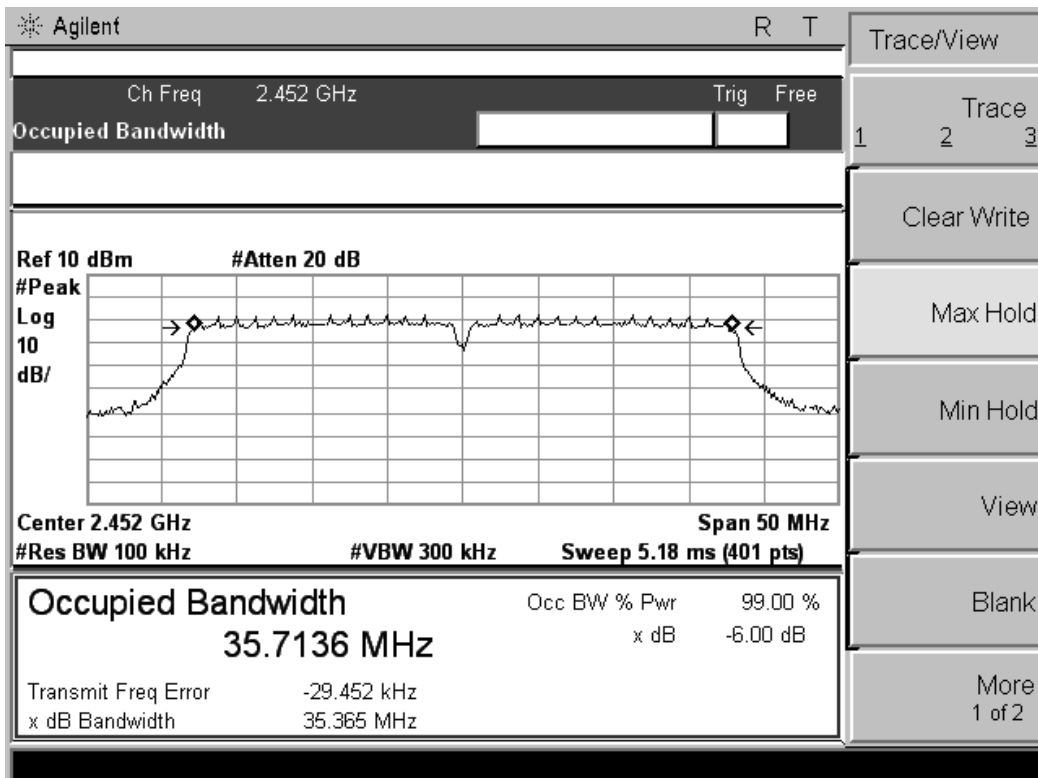 Agilent R T
Trace/View
Ch Freq 2.452 GHz Trig Free
Occupied Bandwidth
Trace
1 2 3
Clear Write
Max Hold
Min Hold
View
Blank
More
1 of 2
Ref 10 dBm #Atten 20 dB
#Peak
Log
10
dB/
Center 2.452 GHz Span 50 MHz
#Res BW 100 kHz #VBW 300 kHz Sweep 5.18 ms (401 pts)
Occupied Bandwidth Occ BW % Pwr 99.00 %
35.7136 MHz x dB -6.00 dB
Transmit Freq Error -29.452 kHz
x dB Bandwidth 35.365 MHz